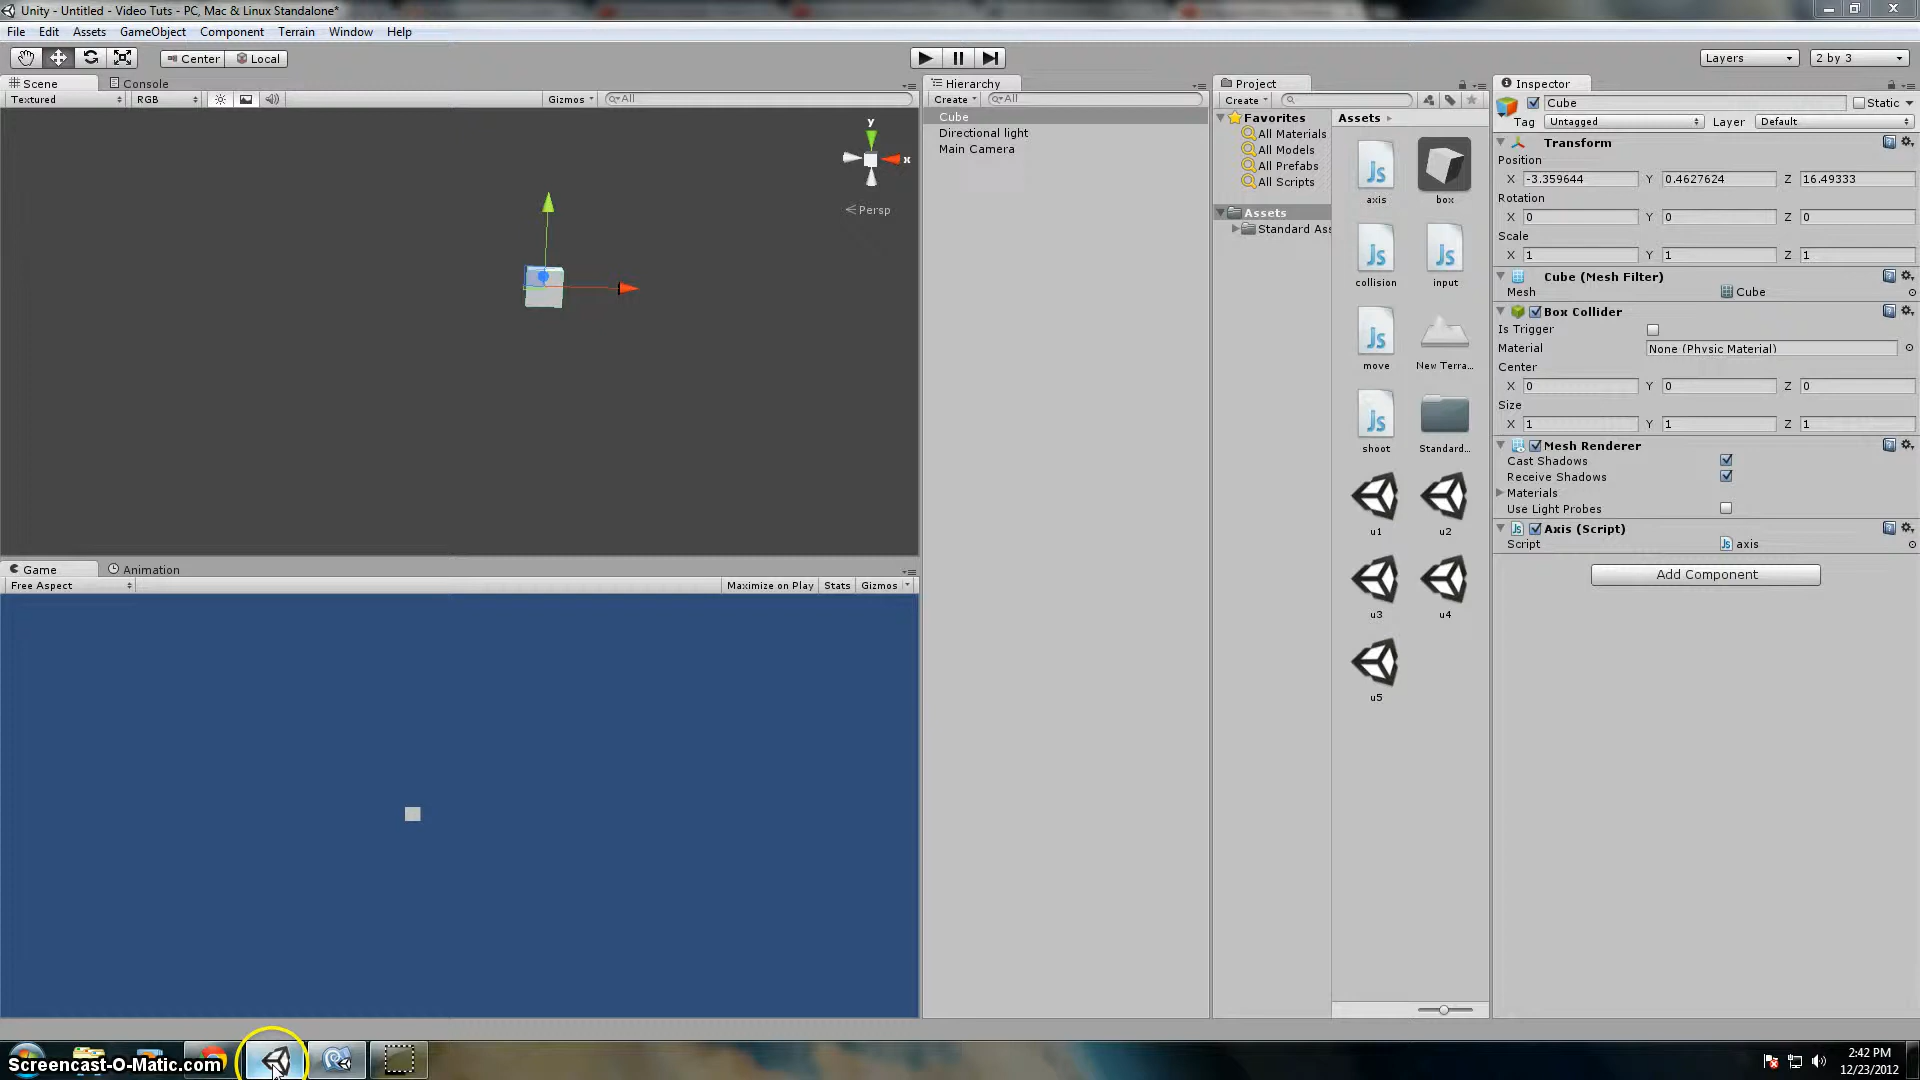 Unity - Untitled - Video Tuts - PC, Mac & Linux Standalone*
File Edit Assets GameObject Component Terrain Window Help
Center Local Layers 2 by 3
Scene Console
Textured RGB Gizmos All
y
x
Persp
Game Animation
Free Aspect Maximize on Play Stats Gizmos
Hierarchy
Create All
Cube
Directional light
Main Camera
Project
Create
Favorites
All Materials
All Models
All Prefabs
All Scripts
Assets
Standard Ass
Assets
Js
axis box
Js Js
collision input
Js
move New Terra...
Js
shoot Standard...
u1 u2
u3 u4
u5
Inspector
Cube Static
Tag Untagged Layer Default
Transform
Position
X -3.359644 Y 0.4627624 Z 16.49333
Rotation
X 0 Y 0 Z 0
Scale
X 1 Y 1 Z 1
Cube (Mesh Filter)
Mesh Cube
Box Collider
Is Trigger
Material None (Physic Material)
Center
X 0 Y 0 Z 0
Size
X 1 Y 1 Z 1
Mesh Renderer
Cast Shadows
Receive Shadows
Materials
Use Light Probes
Js Axis (Script)
Script Js axis
Add Component
Screencast-O-Matic.com
2:42 PM
12/23/2012